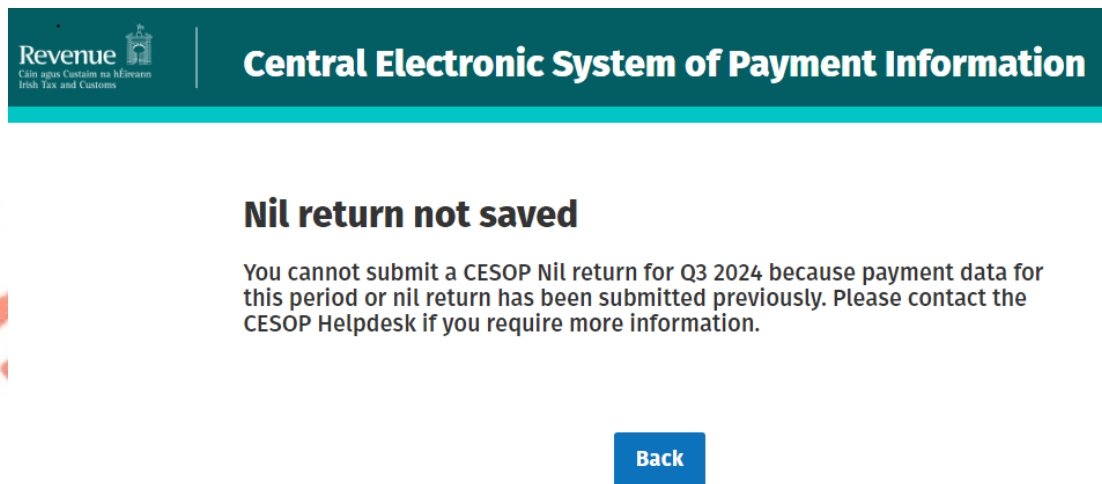 Revenue
Cáin agus Custaim na hÉireann
Irish Tax and Customs
Central Electronic System of Payment Information
Nil return not saved
You cannot submit a CESOP Nil return for Q3 2024 because payment data for
this period or nil return has been submitted previously. Please contact the
CESOP Helpdesk if you require more information.
Back